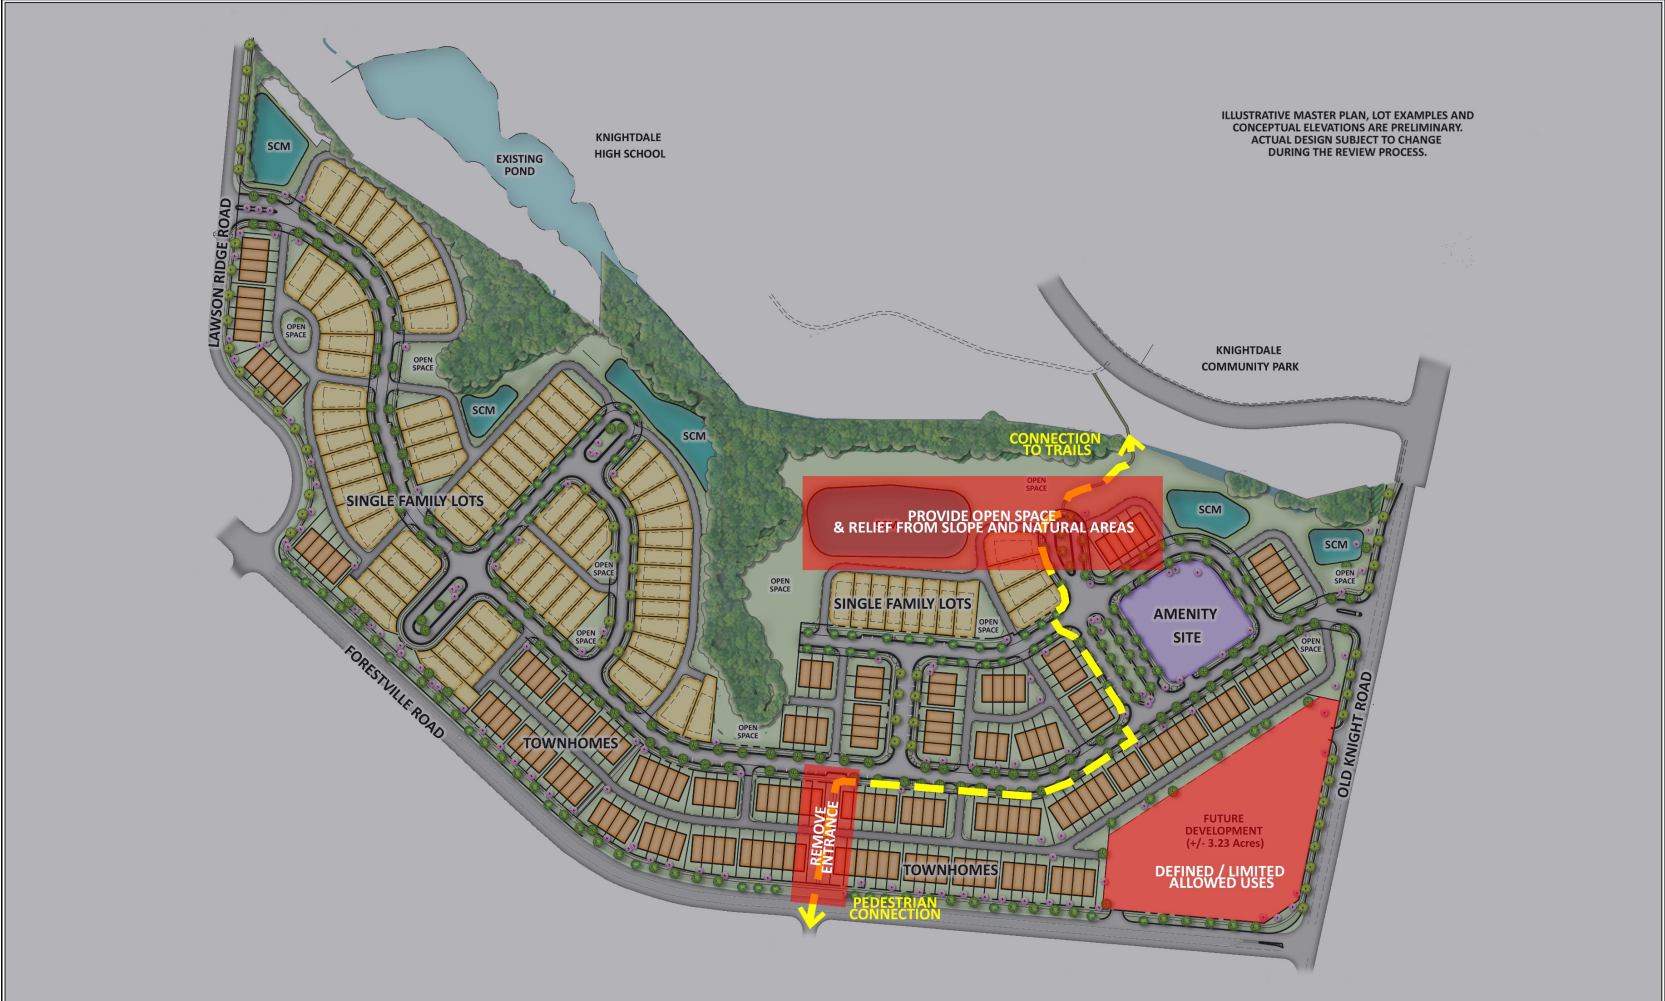 KNIGHTDALE
HIGH SCHOOL
EXISTING
POND
ILLUSTRATIVE MASTER PLAN, LOT EXAMPLES AND
CONCEPTUAL ELEVATIONS ARE PRELIMINARY.
ACTUAL DESIGN SUBJECT TO CHANGE
DURING THE REVIEW PROCESS.
SCM
LAWSON RIDGE ROAD
OPEN
SPACE
OPEN
SPACE
KNIGHTDALE
COMMUNITY PARK
SCM
SCM
CONNECTION
TO TRAILS
OPEN
SPACE
SINGLE FAMILY LOTS
PROVIDE OPEN SPACE
& RELIEF FROM SLOPE AND NATURAL AREAS
SCM
SCM
OPEN
SPACE
OPEN
SPACE
OPEN
SPACE
SINGLE FAMILY LOTS
OPEN
SPACE
AMENITY
SITE
OPEN
SPACE
OPEN
SPACE
FORESTVILLE ROAD
TOWNHOMES
OPEN
SPACE
OLD KNIGHT ROAD
REMOVE
ENTRANCE
FUTURE
DEVELOPMENT
(+/- 3.23 Acres)
DEFINED / LIMITED
ALLOWED USES
TOWNHOMES
PEDESTRIAN
CONNECTION